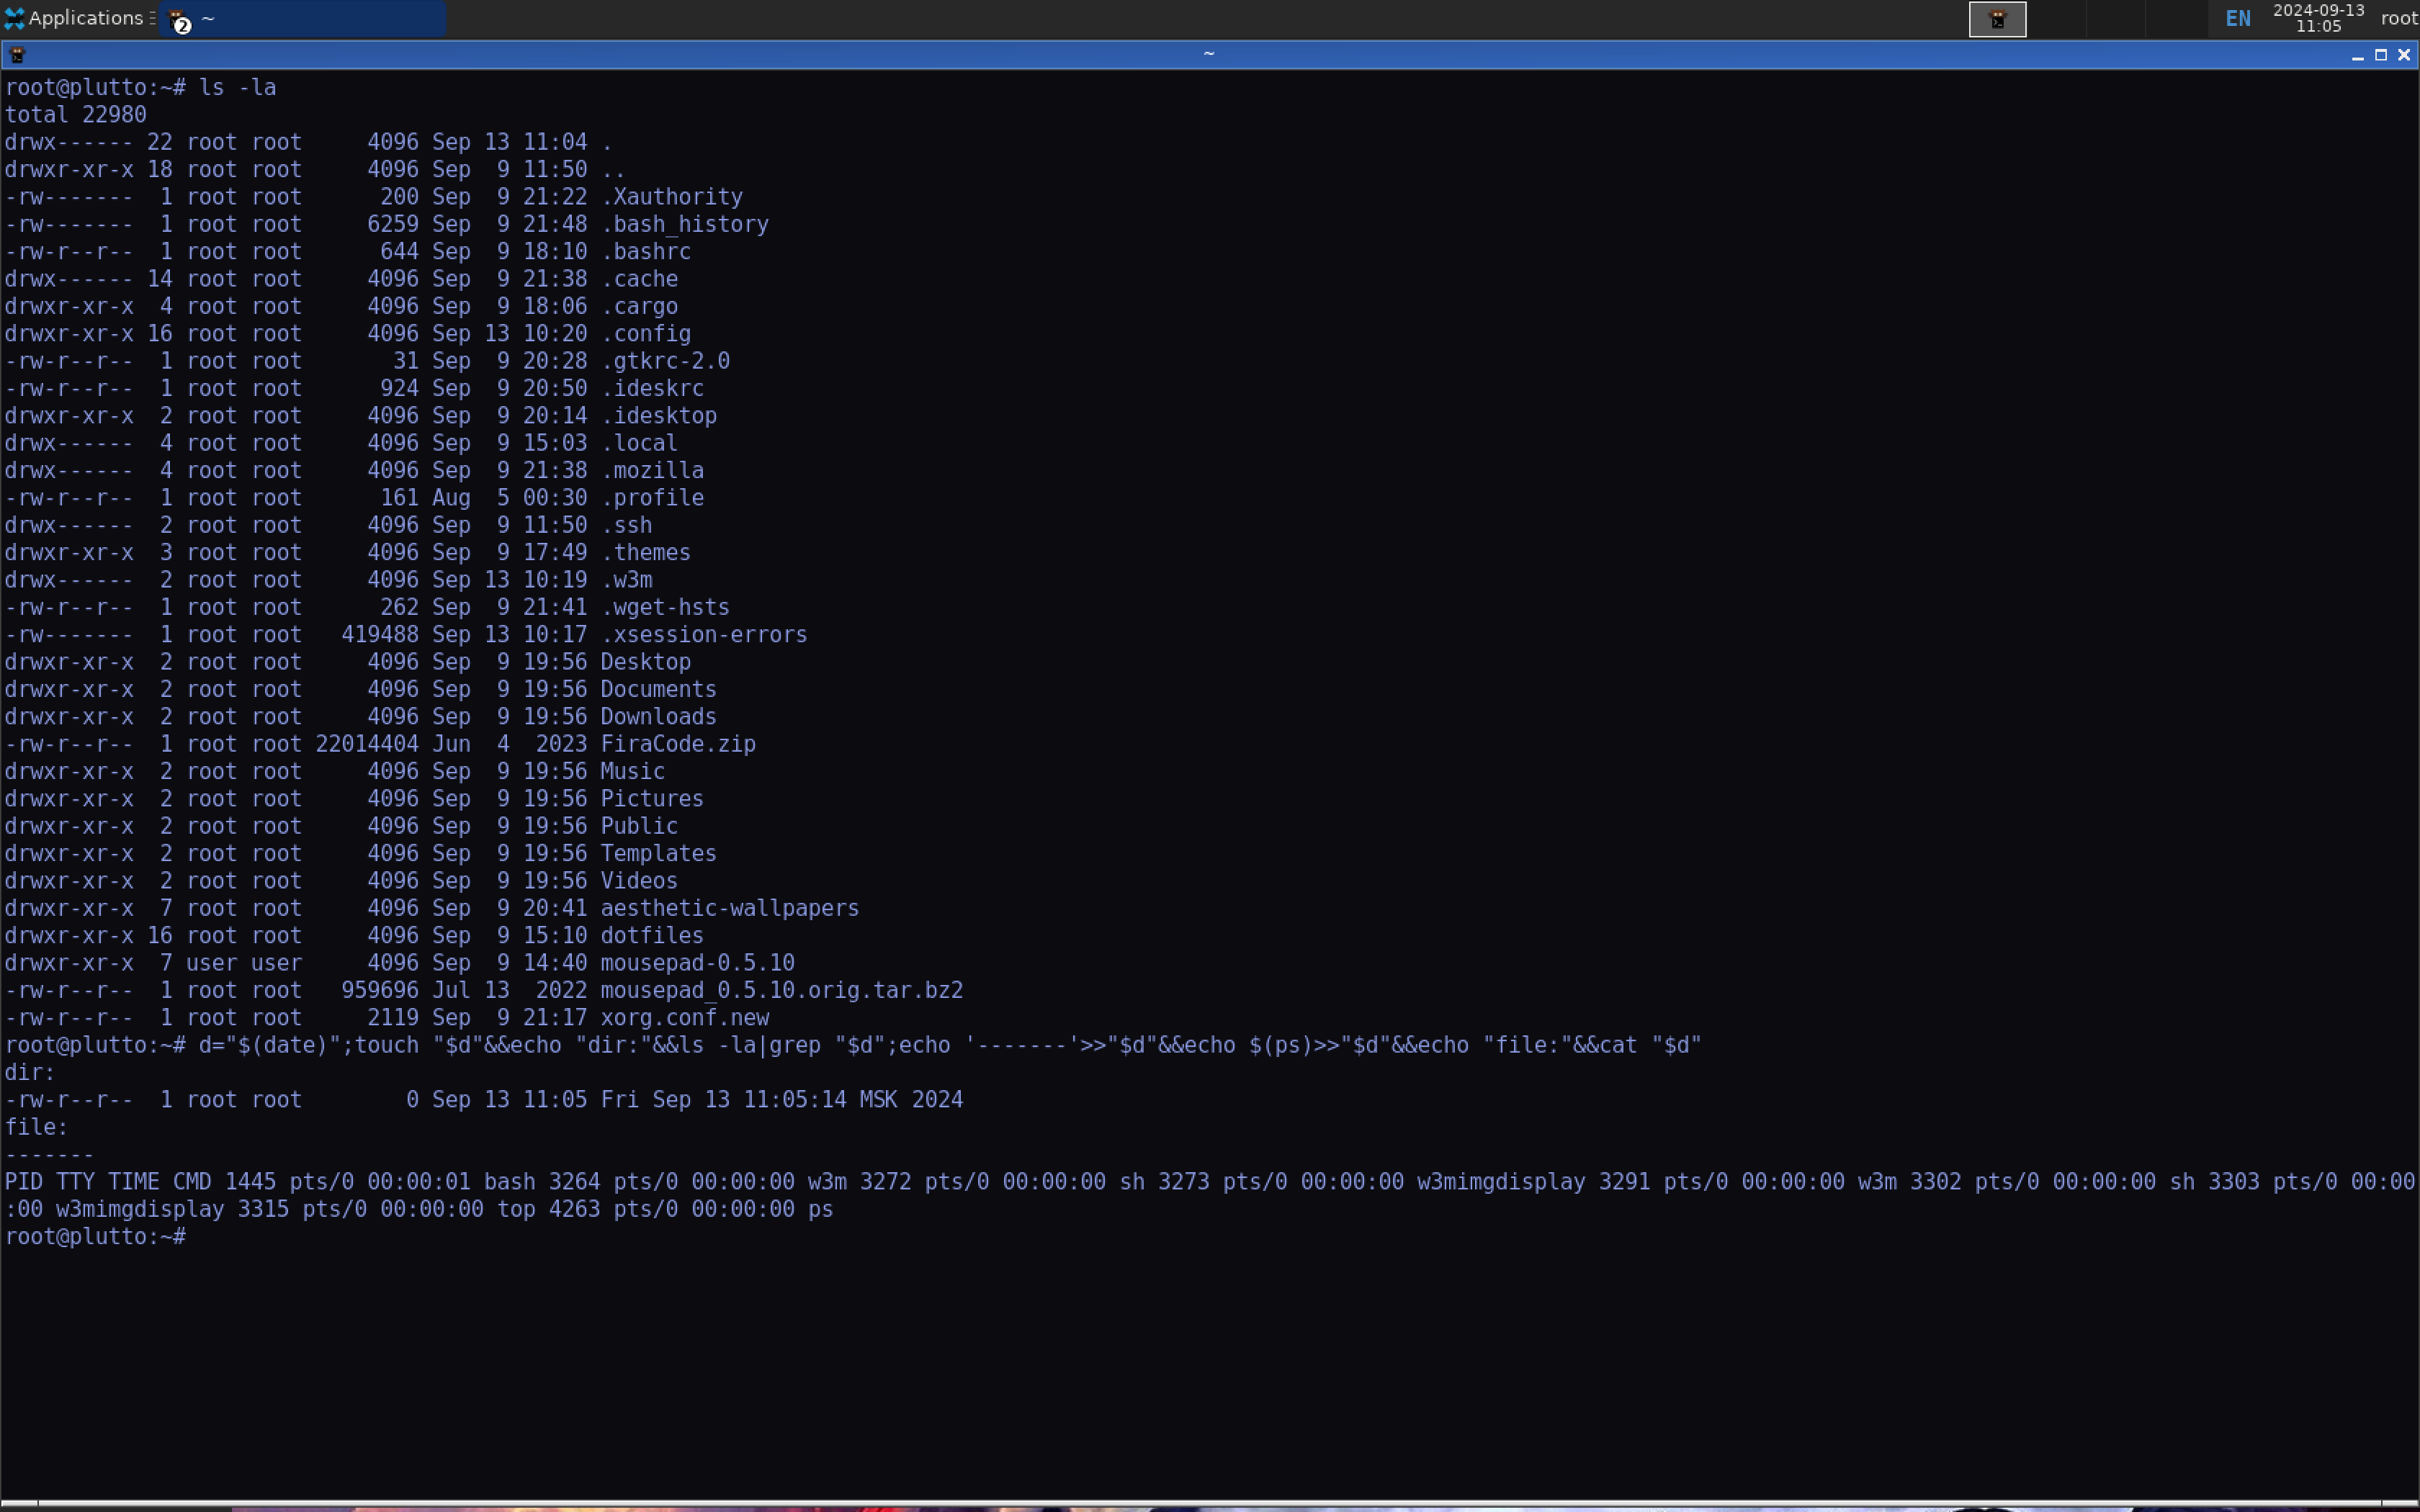 Applications
2 ~
EN
2024-09-13
11:05
root
~
root@plutto:~# ls -la
total 22980
drwx------ 22 root root     4096 Sep 13 11:04 .
drwxr-xr-x 18 root root     4096 Sep  9 11:50 ..
-rw-------  1 root root      200 Sep  9 21:22 .Xauthority
-rw-------  1 root root     6259 Sep  9 21:48 .bash_history
-rw-r--r--  1 root root      644 Sep  9 18:10 .bashrc
drwx------ 14 root root     4096 Sep  9 21:38 .cache
drwxr-xr-x  4 root root     4096 Sep  9 18:06 .cargo
drwxr-xr-x 16 root root     4096 Sep 13 10:20 .config
-rw-r--r--  1 root root       31 Sep  9 20:28 .gtkrc-2.0
-rw-r--r--  1 root root      924 Sep  9 20:50 .ideskrc
drwxr-xr-x  2 root root     4096 Sep  9 20:14 .idesktop
drwx------  4 root root     4096 Sep  9 15:03 .local
drwx------  4 root root     4096 Sep  9 21:38 .mozilla
-rw-r--r--  1 root root      161 Aug  5 00:30 .profile
drwx------  2 root root     4096 Sep  9 11:50 .ssh
drwxr-xr-x  3 root root     4096 Sep  9 17:49 .themes
drwx------  2 root root     4096 Sep 13 10:19 .w3m
-rw-r--r--  1 root root      262 Sep  9 21:41 .wget-hsts
-rw-------  1 root root   419488 Sep 13 10:17 .xsession-errors
drwxr-xr-x  2 root root     4096 Sep  9 19:56 Desktop
drwxr-xr-x  2 root root     4096 Sep  9 19:56 Documents
drwxr-xr-x  2 root root     4096 Sep  9 19:56 Downloads
-rw-r--r--  1 root root 22014404 Jun  4  2023 FiraCode.zip
drwxr-xr-x  2 root root     4096 Sep  9 19:56 Music
drwxr-xr-x  2 root root     4096 Sep  9 19:56 Pictures
drwxr-xr-x  2 root root     4096 Sep  9 19:56 Public
drwxr-xr-x  2 root root     4096 Sep  9 19:56 Templates
drwxr-xr-x  2 root root     4096 Sep  9 19:56 Videos
drwxr-xr-x  7 root root     4096 Sep  9 20:41 aesthetic-wallpapers
drwxr-xr-x 16 root root     4096 Sep  9 15:10 dotfiles
drwxr-xr-x  7 user user     4096 Sep  9 14:40 mousepad-0.5.10
-rw-r--r--  1 root root   959696 Jul 13  2022 mousepad_0.5.10.orig.tar.bz2
-rw-r--r--  1 root root     2119 Sep  9 21:17 xorg.conf.new
root@plutto:~# d="$(date)";touch "$d"&&echo "dir:"&&ls -la|grep "$d";echo '-------'>>"$d"&&echo $(ps)>>"$d"&&echo "file:"&&cat "$d"
dir:
-rw-r--r--  1 root root        0 Sep 13 11:05 Fri Sep 13 11:05:14 MSK 2024
file:
-------
PID TTY TIME CMD 1445 pts/0 00:00:01 bash 3264 pts/0 00:00:00 w3m 3272 pts/0 00:00:00 sh 3273 pts/0 00:00:00 w3mimgdisplay 3291 pts/0 00:00:00 w3m 3302 pts/0 00:00:00 sh 3303 pts/0 00:00
:00 w3mimgdisplay 3315 pts/0 00:00:00 top 4263 pts/0 00:00:00 ps
root@plutto:~#